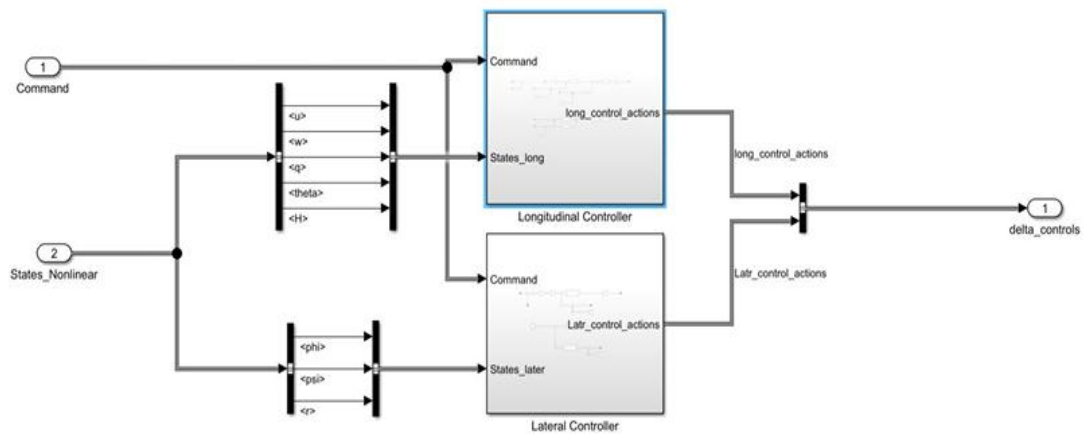 1
Command
<u>
<w>
<q>
<theta>
<H>
Command
States_long
long_control_actions
Longitudinal Controller
long_control_actions
2
States_Nonlinear
<phi>
<psi>
<r>
Command
States_later
Latr_control_actions
Lateral Controller
Latr_control_actions
1
delta_controls